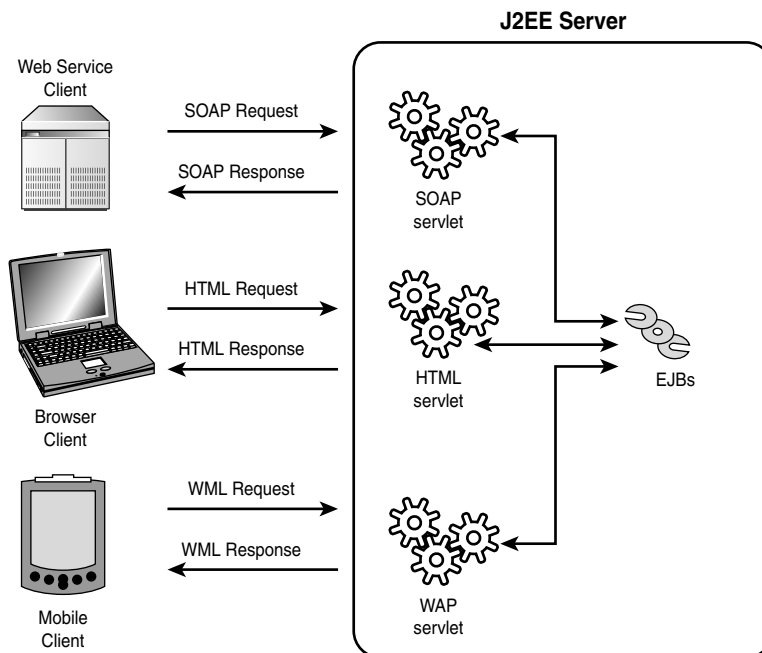 J2EE Server
Web Service
Client
SOAP Request
SOAP Response
SOAP
servlet
HTML Request
HTML Response
HTML
servlet
EJBs
Browser
Client
WML Request
WML Response
WAP
servlet
Mobile
Client